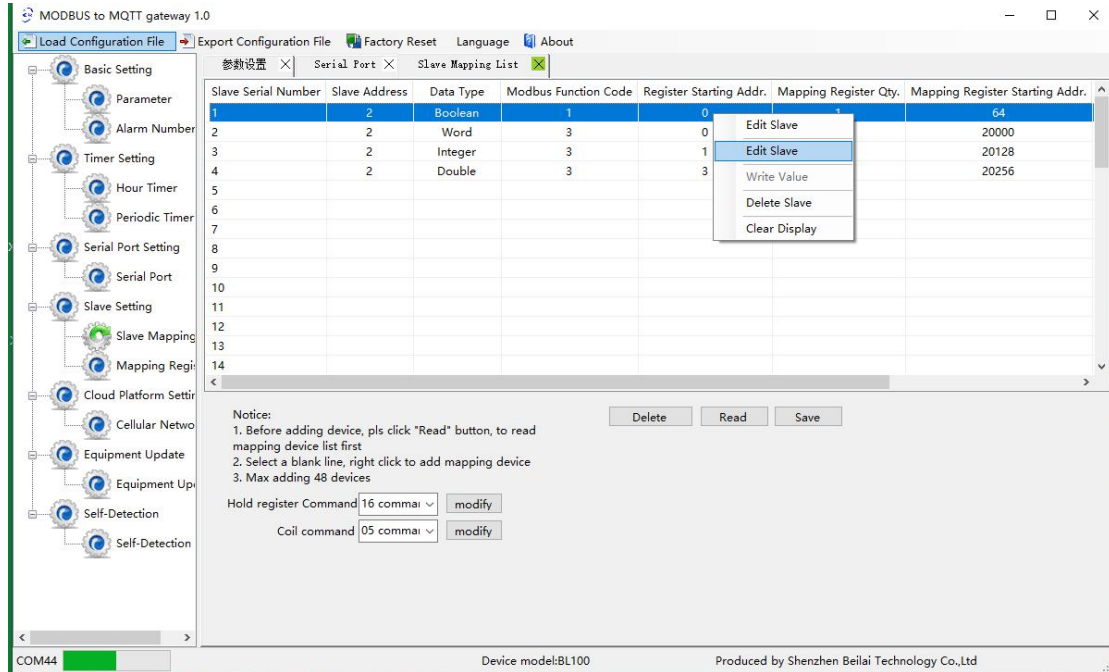 MODBUS to MQTT gateway 1.0
Load Configuration File Export Configuration File Factory Reset Language About
Basic Setting
Parameter
Alarm Number
Timer Setting
Hour Timer
Periodic Timer
Serial Port Setting
Serial Port
Slave Setting
Slave Mapping
Mapping Regi
Cloud Platform Settin
Cellular Netwo
Equipment Update
Equipment Up
Self-Detection
Self-Detection
参数设置 Serial Port Slave Mapping List
Slave Serial Number Slave Address Data Type Modbus Function Code Register Starting Addr. Mapping Register Qty. Mapping Register Starting Addr.
1 2 Boolean 1 0 1 64
2 2 Word 3 0 20000
3 2 Integer 3 1 20128
4 2 Double 3 3 20256
5
6
7
8
9
10
11
12
13
14
Edit Slave
Edit Slave
Write Value
Delete Slave
Clear Display
Notice:
1. Before adding device, pls click "Read" button, to read
mapping device list first
2. Select a blank line, right click to add mapping device
3. Max adding 48 devices
Delete Read Save
Hold register Command 16 comma modify
Coil command 05 comma modify
COM44 Device model:BL100 Produced by Shenzhen Beilai Technology Co.,Ltd